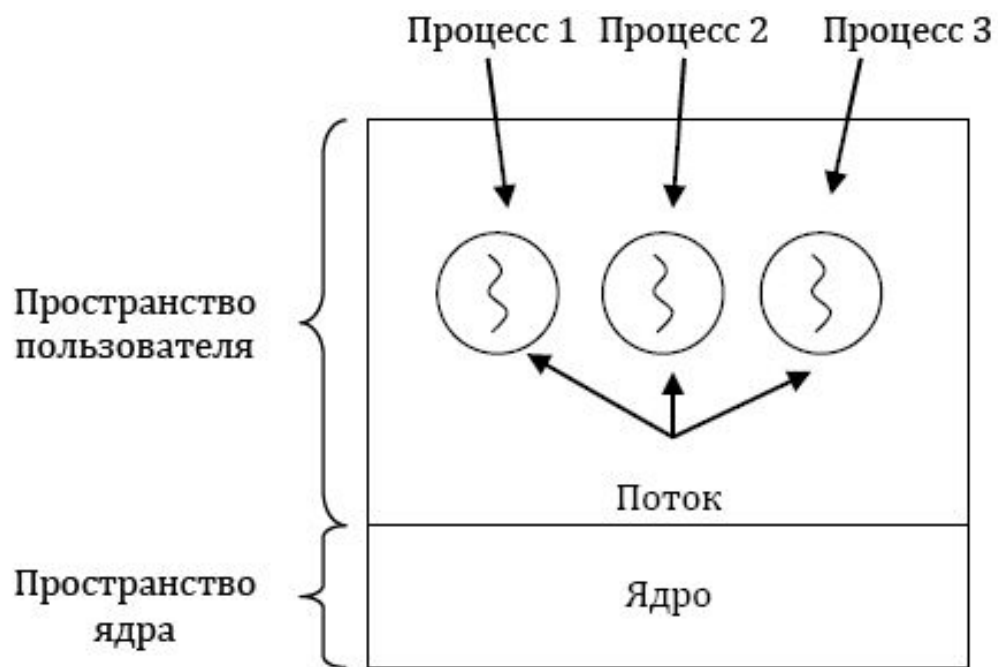 Процесс 1 Процесс 2 Процесс 3
Пространство
пользователя
Поток
Пространство
ядра
Ядро